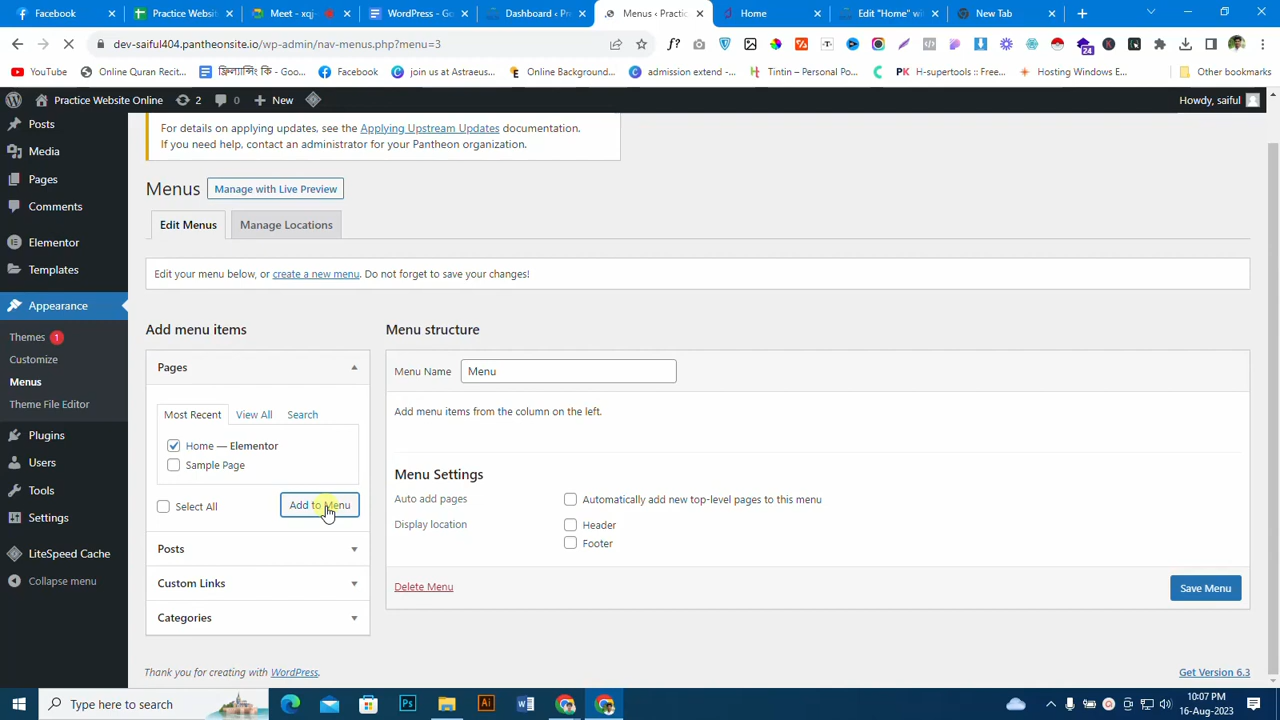 Facebook
Practice Websit
Meet - xqj-
WordPress - Go
Dashboard ‹ Pr
Menus ‹ Practic
Home
Edit "Home" wi
New Tab
dev-saiful404.pantheonsite.io/wp-admin/nav-menus.php?menu=3
f?
24
YouTube
Online Quran Recit...
ফ্রিল্যান্সিং কি - Goo...
Facebook
join us at Astraeus...
Online Background...
admission extend -...
Tintin – Personal Po...
H-supertools :: Free...
Hosting Windows E...
Other bookmarks
Practice Website Online
2
0
New
Howdy, saiful
Posts
Media
Pages
Comments
Elementor
Templates
Appearance
Themes 1
Customize
Menus
Theme File Editor
Plugins
Users
Tools
Settings
LiteSpeed Cache
Collapse menu
For details on applying updates, see the Applying Upstream Updates documentation.
If you need help, contact an administrator for your Pantheon organization.
Menus
Manage with Live Preview
Edit Menus
Manage Locations
Edit your menu below, or create a new menu. Do not forget to save your changes!
Add menu items
Pages
Most Recent
View All
Search
Home — Elementor
Sample Page
Select All
Add to Menu
Posts
Custom Links
Categories
Menu structure
Menu Name
Menu
Add menu items from the column on the left.
Menu Settings
Auto add pages
Automatically add new top-level pages to this menu
Display location
Header
Footer
Delete Menu
Save Menu
Thank you for creating with WordPress.
Get Version 6.3
Type here to search
Ps
Ai
10:07 PM
16-Aug-2023